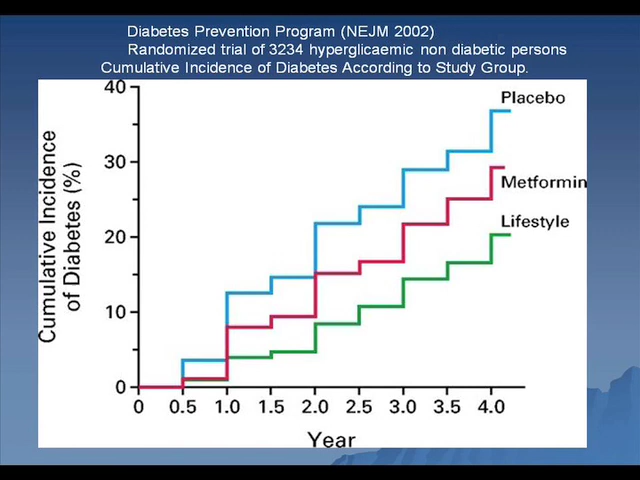 Diabetes Prevention Program (NEJM 2002)
Randomized trial of 3234 hyperglicaemic non diabetic persons
Cumulative Incidence of Diabetes According to Study Group.
Cumulative Incidence
of Diabetes (%)
40
30
20
10
0
Placebo
Metformin
Lifestyle
0 0.5 1.0 1.5 2.0 2.5 3.0 3.5 4.0
Year